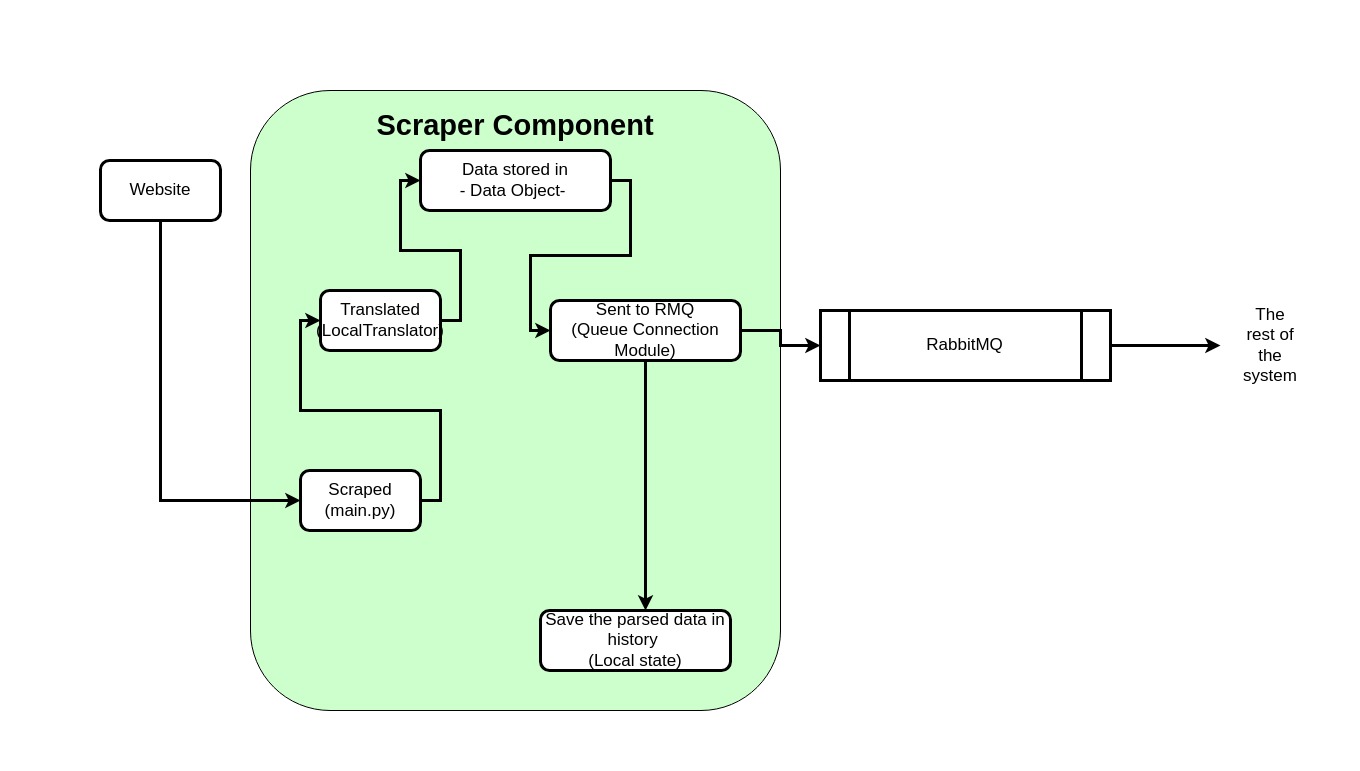 Scraper Component
Website
Data stored in
- Data Object-
Translated
(LocalTranslator)
Sent to RMQ
(Queue Connection
Module)
RabbitMQ
The
rest of
the
system
Scraped
(main.py)
Save the parsed data in
history
(Local state)